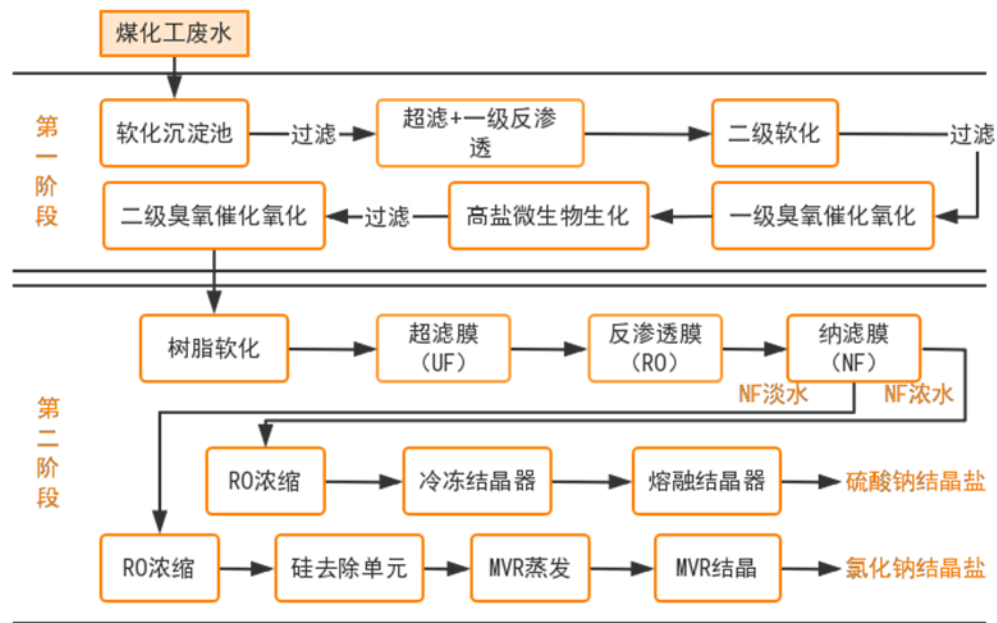 煤化工废水
第一阶段
软化沉淀池
过滤
超滤+一级反渗
透
二级软化
过滤
二级臭氧催化氧化
过滤
高盐微生物生化
一级臭氧催化氧化
第二阶段
树脂软化
超滤膜
（UF）
反渗透膜
（RO）
纳滤膜
（NF）
NF淡水
NF浓水
RO浓缩
冷冻结晶器
熔融结晶器
硫酸钠结晶盐
RO浓缩
硅去除单元
MVR蒸发
MVR结晶
氯化钠结晶盐